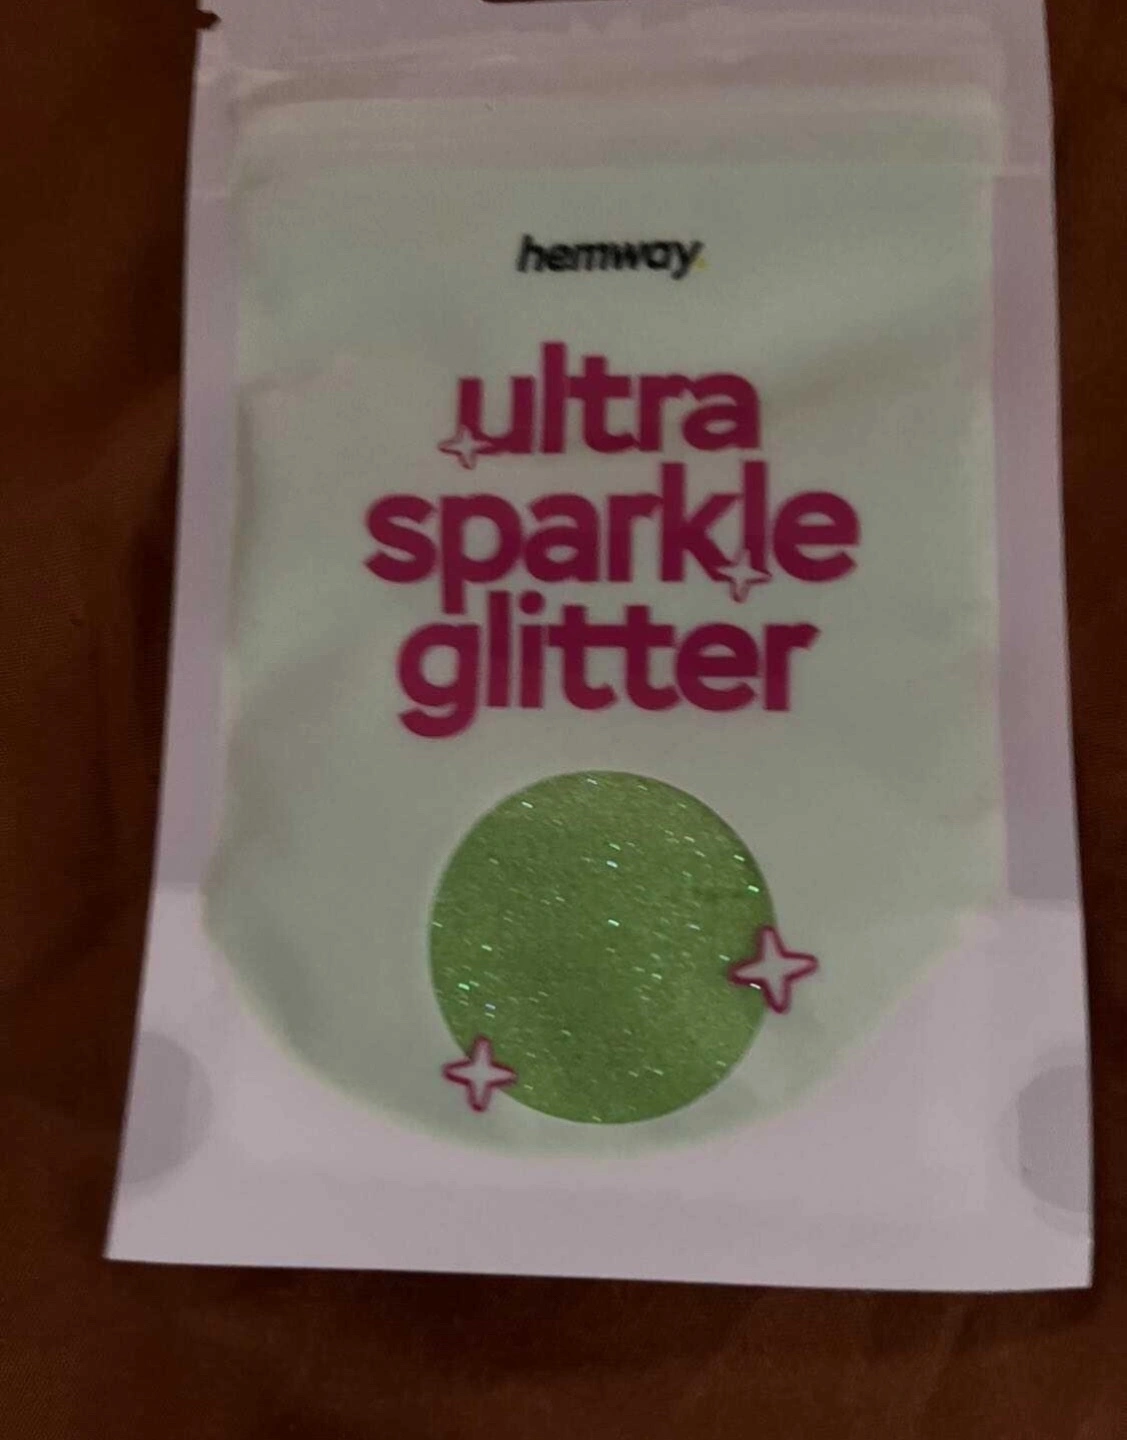 hemway.
ultra
sparkle
glitter